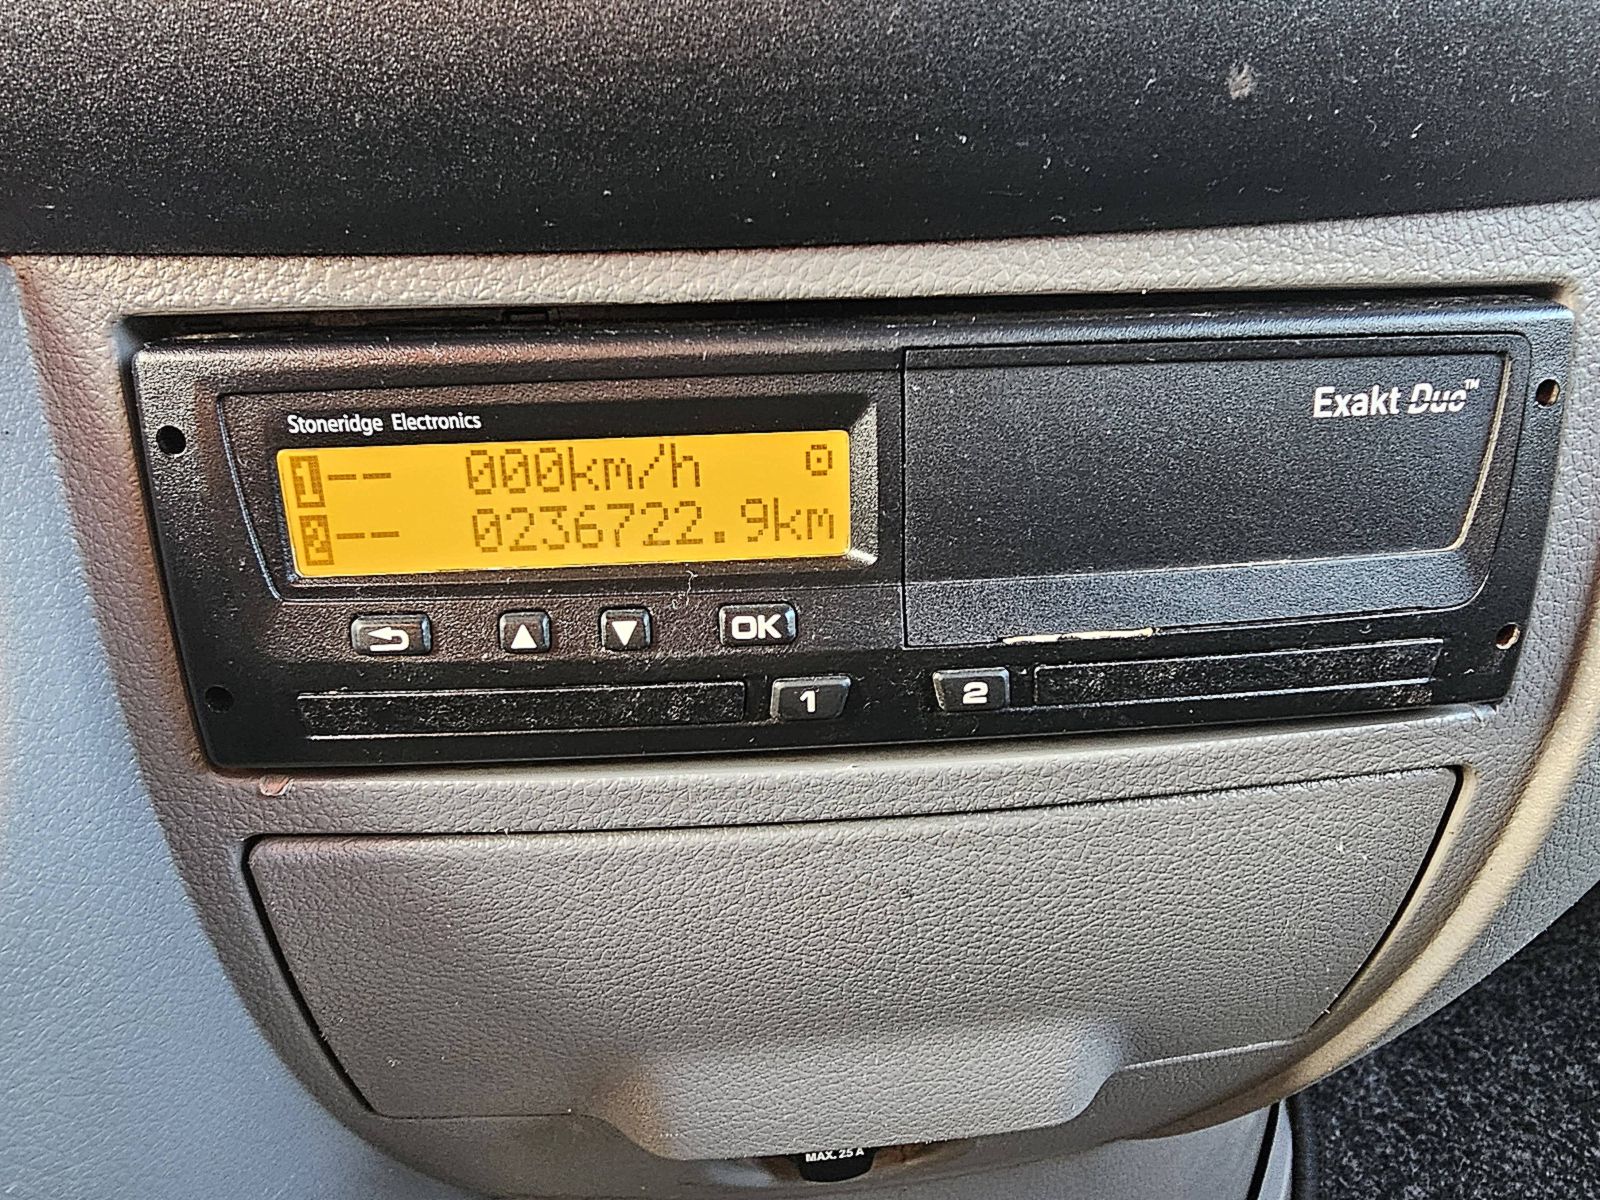 Stoneridge Electronics
Exakt Duo™
1-- 000km/h
2-- 0236722.9km
OK
1
2
MAX. 25 A